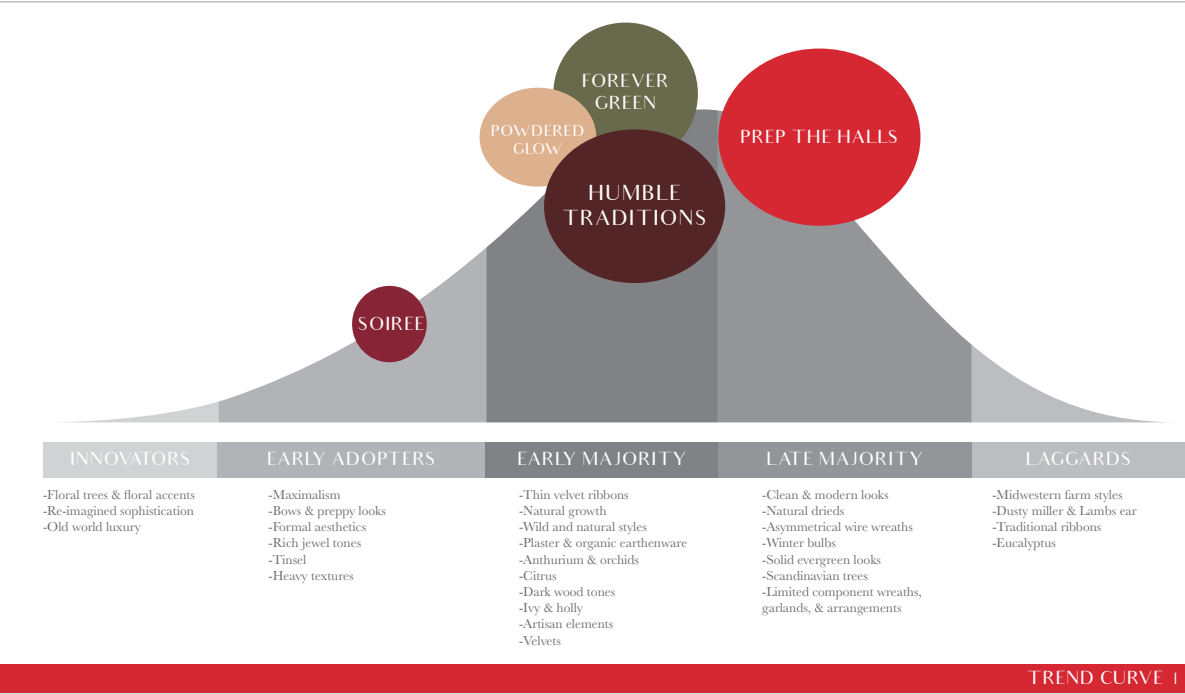 FOREVER
GREEN
POWDERED
GLOW
PREP THE HALLS
HUMBLE
TRADITIONS
SOIREE
INNOVATORS
-Floral trees & floral accents
-Re-imagined sophistication
-Old world luxury
EARLY ADOPTERS
-Maximalism
-Bows & preppy looks
-Formal aesthetics
-Rich jewel tones
-Tinsel
-Heavy textures
EARLY MAJORITY
-Thin velvet ribbons
-Natural growth
-Wild and natural styles
-Plaster & organic earthenware
-Anthurium & orchids
-Citrus
-Dark wood tones
-Ivy & holly
-Artisan elements
-Velvets
LATE MAJORITY
-Clean & modern looks
-Natural drieds
-Asymmetrical wire wreaths
-Winter bulbs
-Solid evergreen looks
-Scandinavian trees
-Limited component wreaths,
garlands, & arrangements
LAGGARDS
-Midwestern farm styles
-Dusty miller & Lambs ear
-Traditional ribbons
-Eucalyptus
TREND CURVE 1